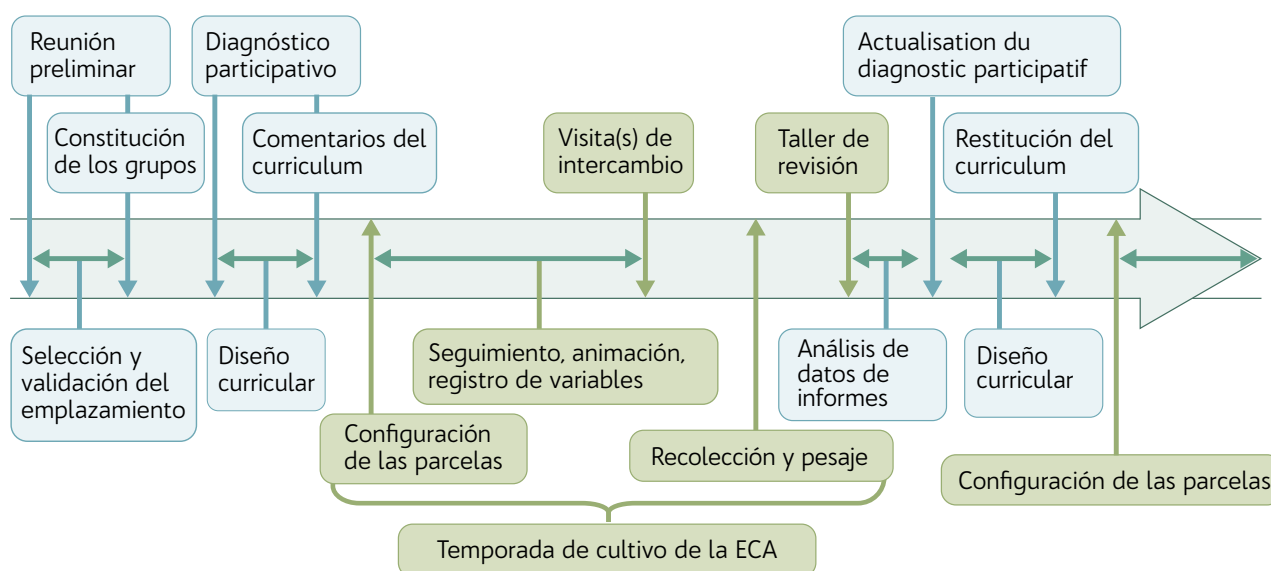 Reunión
preliminar
Diagnóstico
participativo
Actualisation du
diagnostic participatif
Constitución
de los grupos
Comentarios del
curriculum
Visita(s) de
intercambio
Taller de
revisión
Restitución del
curriculum
Selección y
validación del
emplazamiento
Diseño
curricular
Seguimiento, animación,
registro de variables
Análisis de
datos de
informes
Diseño
curricular
Configuración
de las parcelas
Recolección y pesaje
Configuración de las parcelas
Temporada de cultivo de la ECA